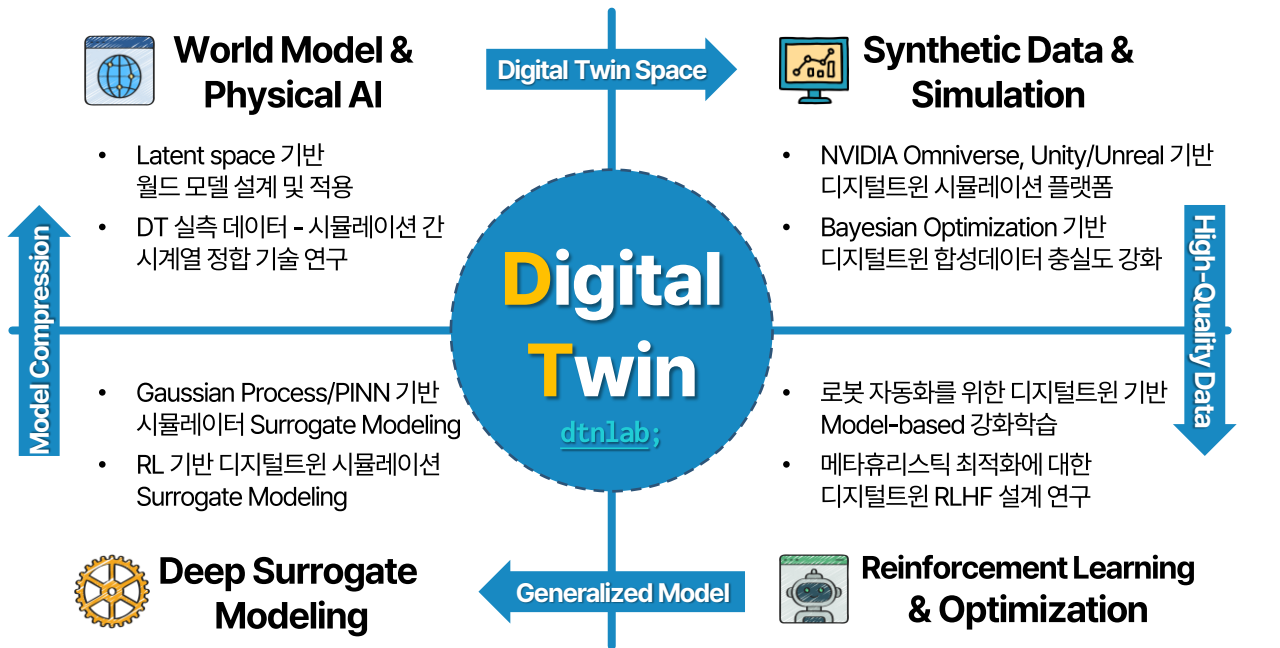 World Model &
Physical AI
• Latent space 기반
월드 모델 설계 및 적용
• DT 실측 데이터 - 시뮬레이션 간
시계열 정합 기술 연구
Digital Twin Space
Synthetic Data &
Simulation
• NVIDIA Omniverse, Unity/Unreal 기반
디지털트윈 시뮬레이션 플랫폼
• Bayesian Optimization 기반
디지털트윈 합성데이터 충실도 강화
Model Compression
Digital
Twin
dtnlab;
High-Quality Data
• Gaussian Process/PINN 기반
시뮬레이터 Surrogate Modeling
• RL 기반 디지털트윈 시뮬레이션
Surrogate Modeling
Deep Surrogate
Modeling
Generalized Model
• 로봇 자동화를 위한 디지털트윈 기반
Model-based 강화학습
• 메타휴리스틱 최적화에 대한
디지털트윈 RLHF 설계 연구
Reinforcement Learning
& Optimization